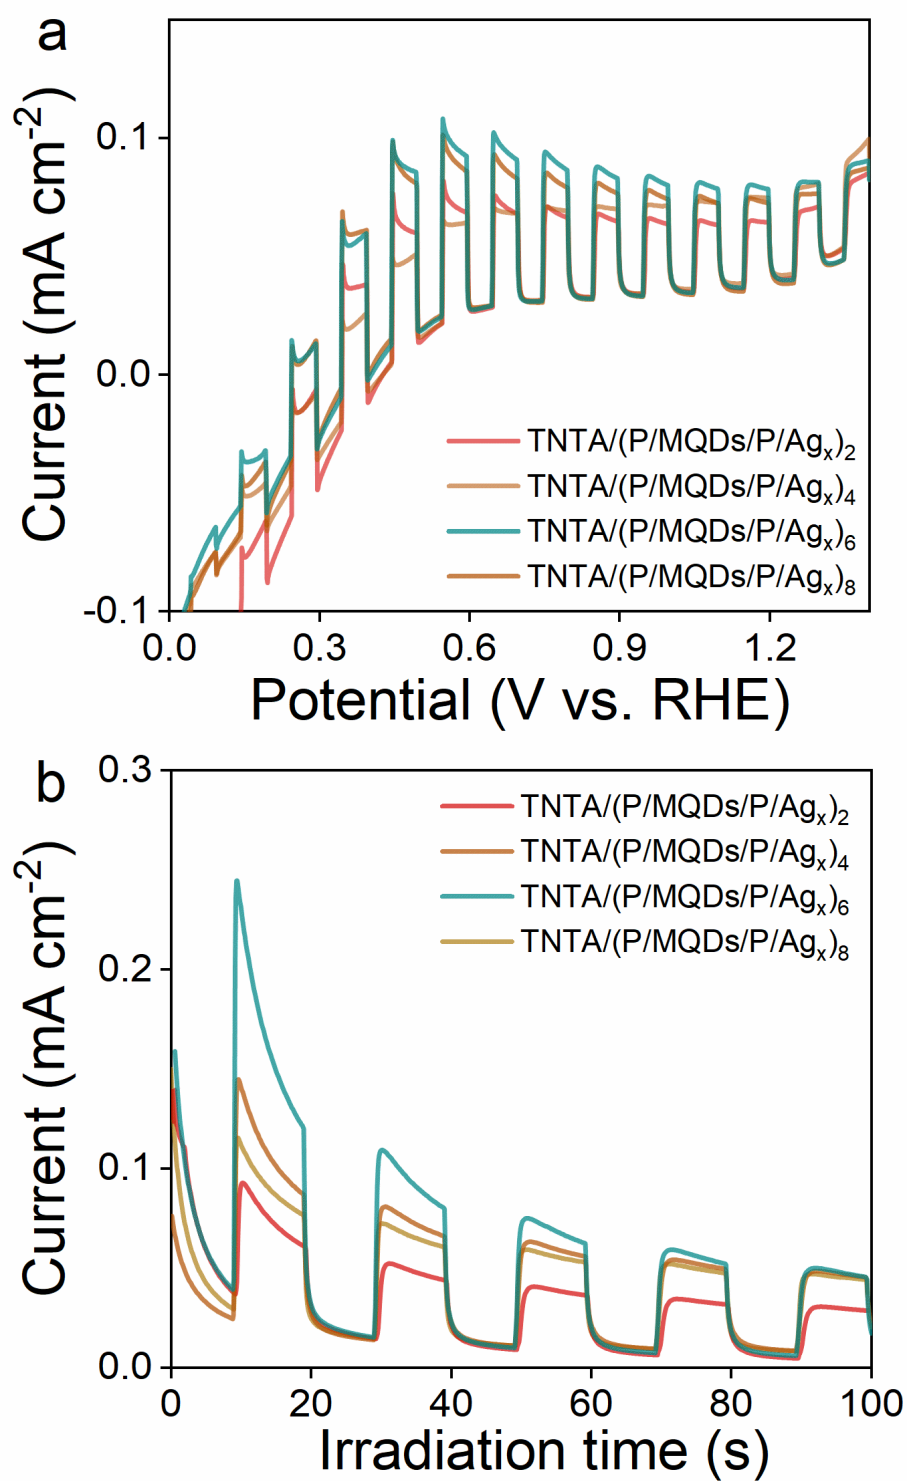 a
0.1
0.0
-0.1
Current (mA cm-2)
TNTA/(P/MQDs/P/Agx)2
TNTA/(P/MQDs/P/Agx)4
TNTA/(P/MQDs/P/Agx)6
TNTA/(P/MQDs/P/Agx)8
0.0 0.3 0.6 0.9 1.2
Potential (V vs. RHE)
b
0.3
0.2
0.1
0.0
Current (mA cm-2)
TNTA/(P/MQDs/P/Agx)2
TNTA/(P/MQDs/P/Agx)4
TNTA/(P/MQDs/P/Agx)6
TNTA/(P/MQDs/P/Agx)8
0 20 40 60 80 100
Irradiation time (s)